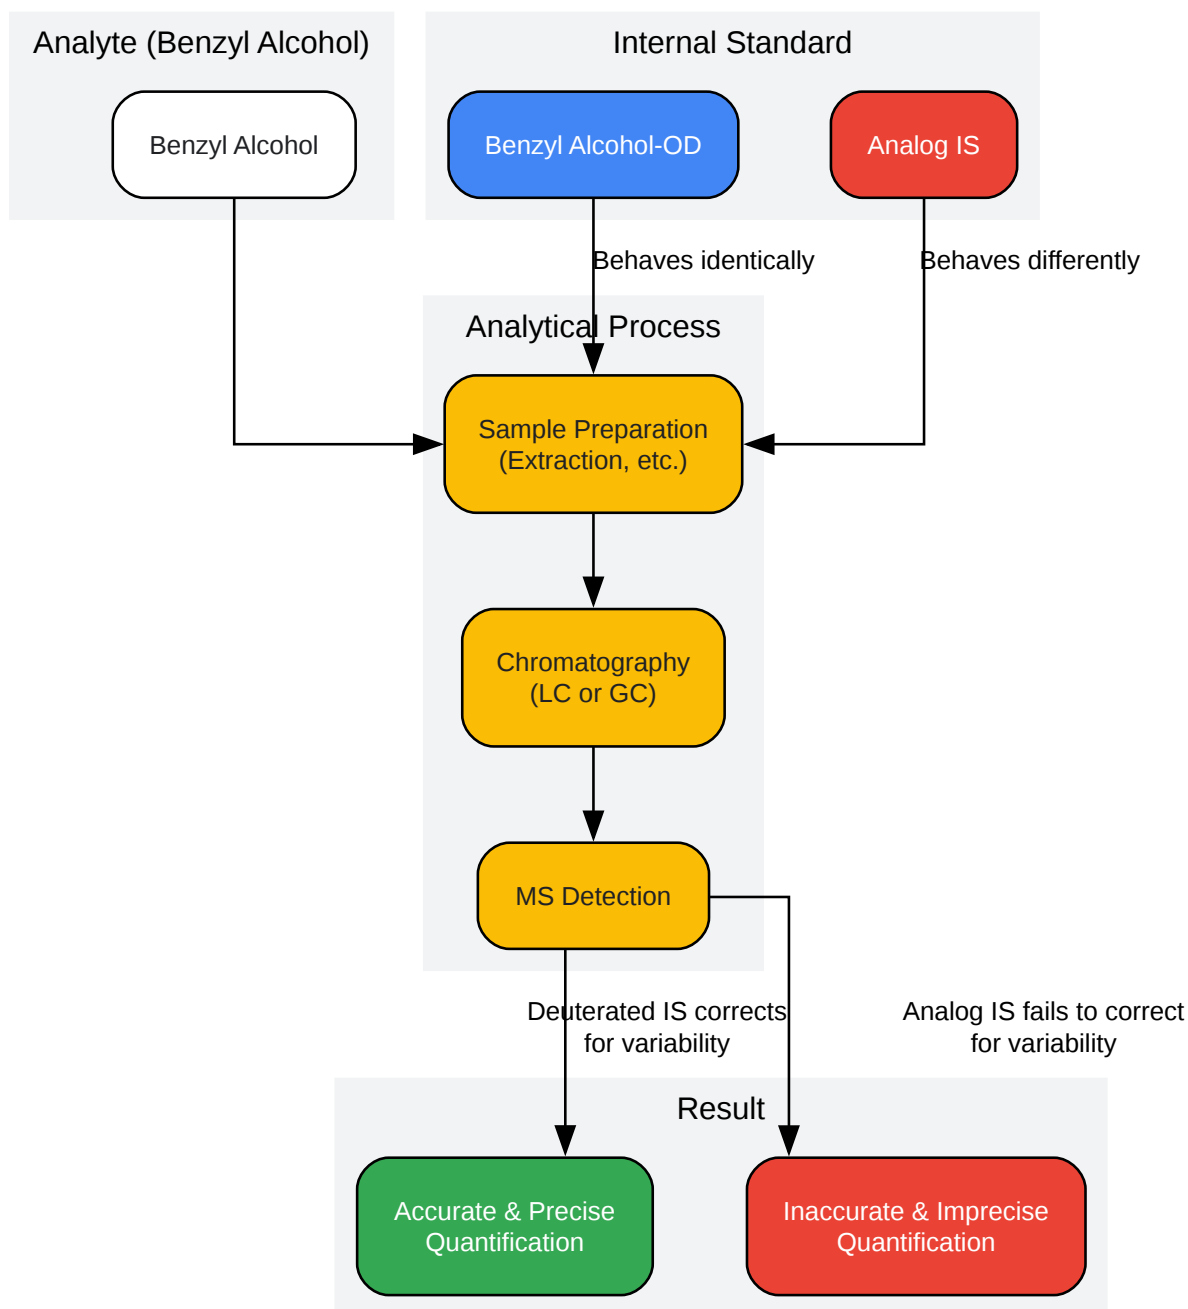 Analyte (Benzyl Alcohol)
Internal Standard
Benzyl Alcohol
Benzyl Alcohol-OD
Analog IS
Behaves identically
Behaves differently
Analytical Process
Sample Preparation
(Extraction, etc.)
Chromatography
(LC or GC)
MS Detection
Deuterated IS corrects
for variability
Analog IS fails to correct
for variability
Result
Accurate & Precise
Quantification
Inaccurate & Imprecise
Quantification